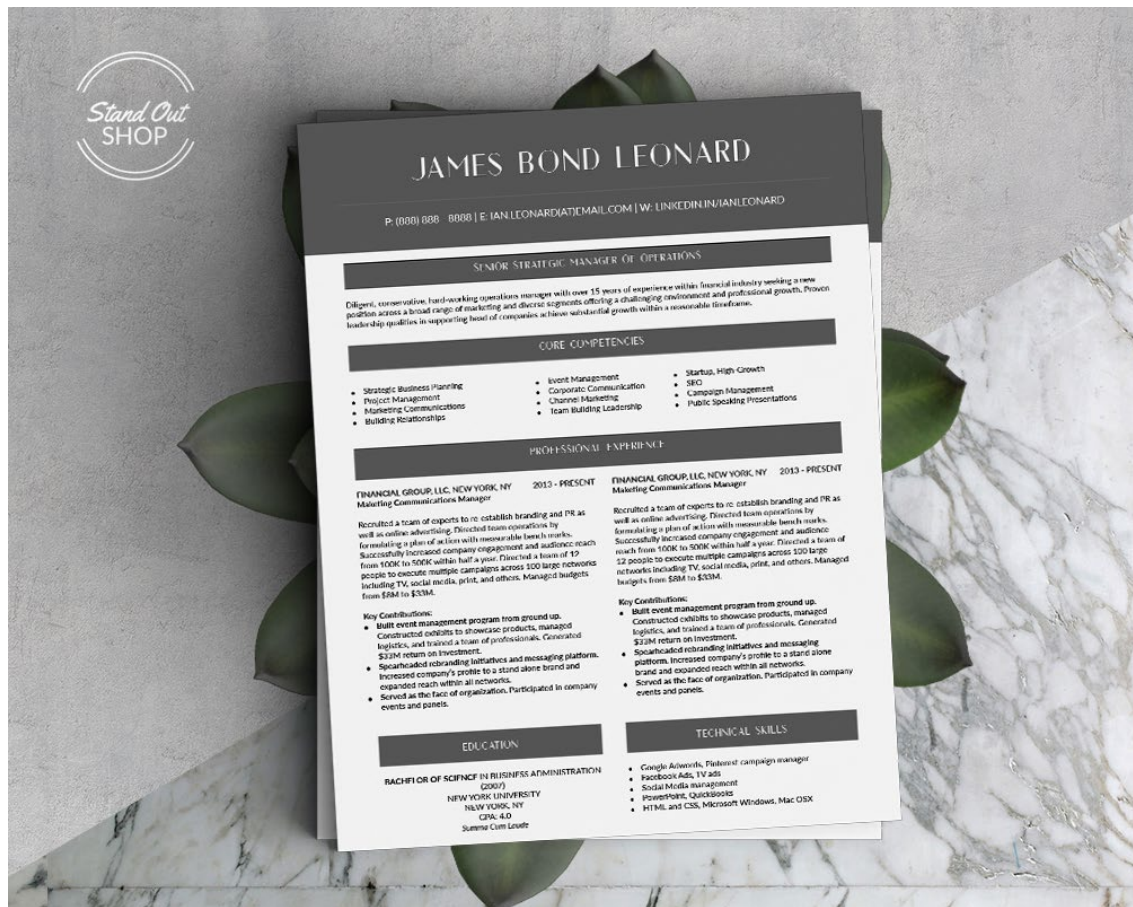 Stand Out
SHOP
JAMES BOND LEONARD
P: (888) 888 8888 | E: IAN.LEONARD(AT)EMAIL.COM | W: LINKEDIN.IN/IANLEONARD
SENIOR STRATEGIC MANAGER OF OPERATIONS
Diligent, conservative, hard-working operations manager with over 15 years of experience within financial industry seeking a new
position across a broad range of marketing and diverse segments offering a challenging environment and professional growth. Proven
leadership qualities in supporting head of companies achieve substantial growth within a reasonable timeframe.
CORE COMPETENCIES
• Strategic Business Planning
• Project Management
• Marketing Communications
• Building Relationships
• Event Management
• Corporate Communication
• Channel Marketing
• Team Building Leadership
• Startup, High-Growth
• SEO
• Campaign Management
• Public Speaking Presentations
PROFESSIONAL EXPERIENCE
FINANCIAL GROUP, LLC, NEW YORK, NY 2013 - PRESENT
Maketing Communications Manager
Recruited a team of experts to re-establish branding and PR as
well as online advertising. Directed team operations by
formulating a plan of action with measurable bench marks.
Successfully increased company engagement and audience reach
from 100K to 500K within half a year. Directed a team of 12
people to execute multiple campaigns across 100 large networks
including TV, social media, print, and others. Managed budgets
from $8M to $33M.
Key Contributions:
• Built event management program from ground up.
Constructed exhibits to showcase products, managed
logistics, and trained a team of professionals. Generated
$33M return on investment.
• Spearheaded rebranding initiatives and messaging platform.
Increased company's profile to a stand alone brand and
expanded reach within all networks.
• Served as the face of organization. Participated in company
events and panels.
FINANCIAL GROUP, LLC, NEW YORK, NY 2013 - PRESENT
Maketing Communications Manager
Recruited a team of experts to re-establish branding and PR as
well as online advertising. Directed team operations by
formulating a plan of action with measurable bench marks.
Successfully increased company engagement and audience
reach from 100K to 500K within half a year. Directed a team of
12 people to execute multiple campaigns across 100 large
networks including TV, social media, print, and others. Managed
budgets from $8M to $33M.
Key Contributions:
• Built event management program from ground up.
Constructed exhibits to showcase products, managed
logistics, and trained a team of professionals. Generated
$33M return on investment.
• Spearheaded rebranding initiatives and messaging
platform. Increased company's profile to a stand alone
brand and expanded reach within all networks.
• Served as the face of organization. Participated in company
events and panels.
EDUCATION
BACHELOR OF SCIENCE IN BUSINESS ADMINISTRATION
(2007)
NEW YORK UNIVERSITY
NEW YORK, NY
GPA: 4.0
Summa Cum Laude
TECHNICAL SKILLS
• Google Adwords, Pinterest campaign manager
• Facebook Ads, TV ads
• Social Media management
• PowerPoint, QuickBooks
• HTML and CSS, Microsoft Windows, Mac OSX